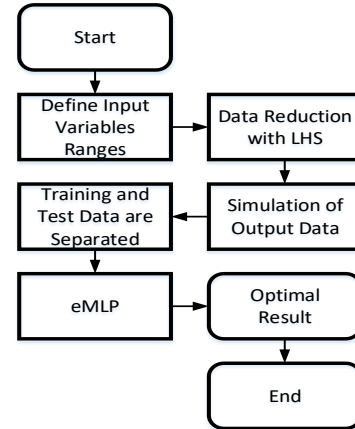 Start
Define Input
Variables
Ranges
Data Reduction
with LHS
Simulation of
Output Data
Training and
Test Data are
Separated
eMLP
Optimal
Result
End